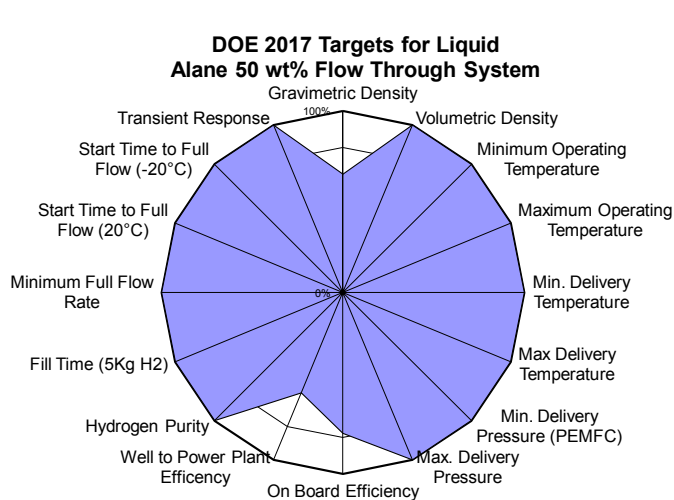 DOE 2017 Targets for Liquid
Alane 50 wt% Flow Through System
Gravimetric Density
100%
Transient Response
Volumetric Density
Start Time to Full
Flow (-20°C)
Minimum Operating
Temperature
Start Time to Full
Flow (20°C)
Maximum Operating
Temperature
Minimum Full Flow
Rate
0%
Min. Delivery
Temperature
Fill Time (5Kg H2)
Max Delivery
Temperature
Hydrogen Purity
Min. Delivery
Pressure (PEMFC)
Well to Power Plant
Efficency
Max. Delivery
Pressure
On Board Efficiency